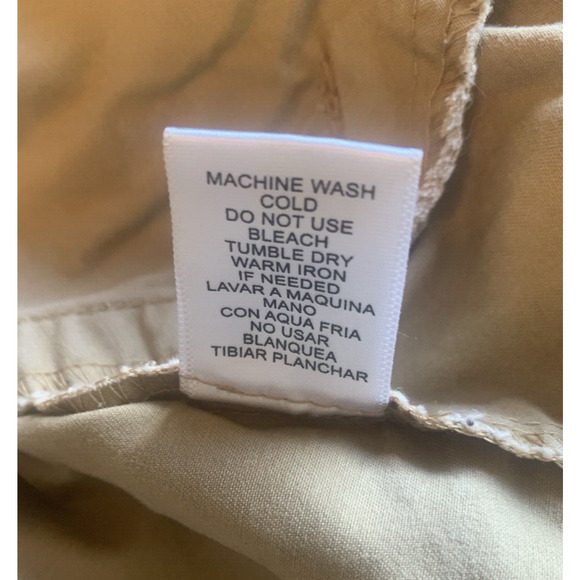 MACHINE WASH
COLD
DO NOT USE
BLEACH
TUMBLE DRY
WARM IRON
IF NEEDED
LAVAR A MAQUINA
MANO
CON AQUA FRIA
NO USAR
BLANQUEA
TIBIAR PLANCHAR